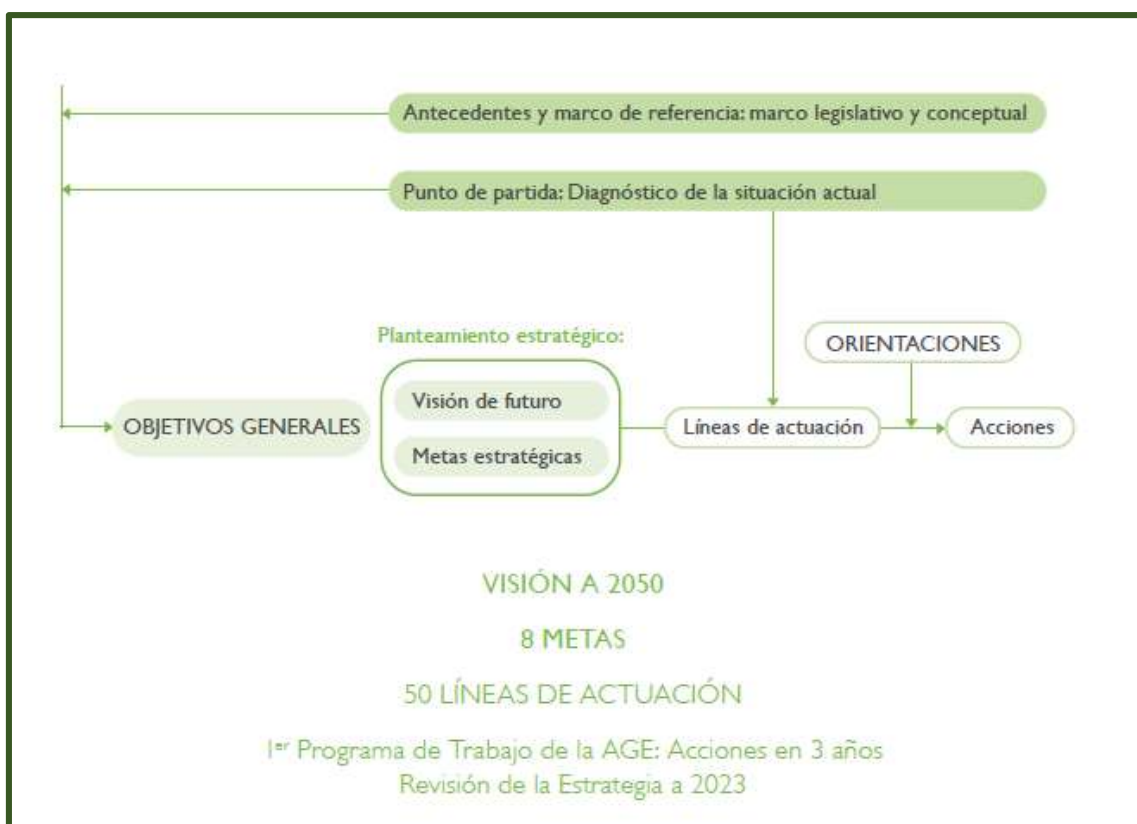 Antecedentes y marco de referencia: marco legislativo y conceptual
Punto de partida: Diagnóstico de la situación actual
Planteamiento estratégico:
ORIENTACIONES
Visión de futuro
OBJETIVOS GENERALES
Líneas de actuación
Acciones
Metas estratégicas
VISIÓN A 2050
8 METAS
50 LÍNEAS DE ACTUACIÓN
1er Programa de Trabajo de la AGE: Acciones en 3 años
Revisión de la Estrategia a 2023